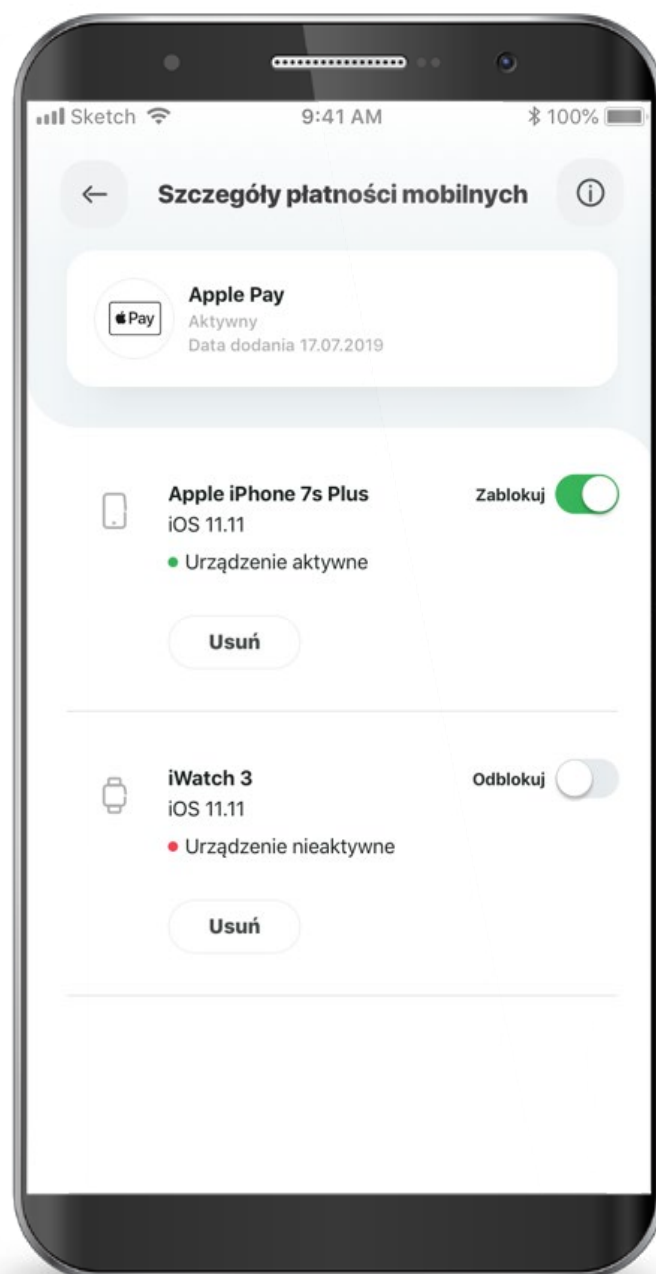 Sketch 9:41 AM 100%
Szczegóły płatności mobilnych
Pay
Apple Pay
Aktywny
Data dodania 17.07.2019
Apple iPhone 7s Plus Zablokuj
iOS 11.11
Urządzenie aktywne
Usuń
iWatch 3 Odblokuj
iOS 11.11
Urządzenie nieaktywne
Usuń